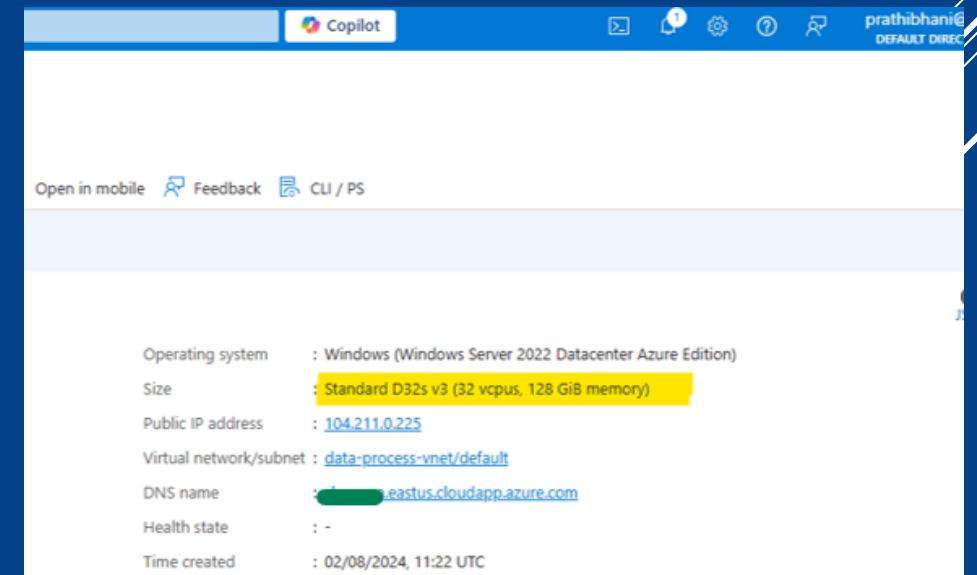 Copilot
1
prathibhani@
DEFAULT DIREC
Open in mobile Feedback CLI / PS
Operating system : Windows (Windows Server 2022 Datacenter Azure Edition)
Size : Standard D32s v3 (32 vcpus, 128 GiB memory)
Public IP address : 104.211.0.225
Virtual network/subnet : data-process-vnet/default
DNS name : .eastus.cloudapp.azure.com
Health state : -
Time created : 02/08/2024, 11:22 UTC